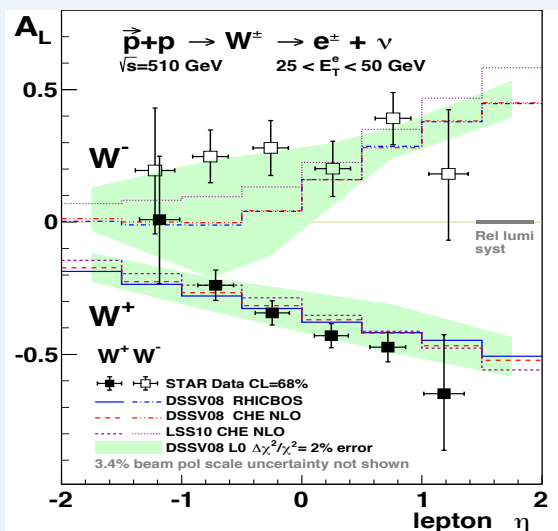 A_L
p⃗+p → W± → e± + ν
√s=510 GeV 25 < E_T^e < 50 GeV
0.5
W⁻
0
Rel lumi
syst
W⁺
W⁺ W⁻
-0.5
STAR Data CL=68%
DSSV08 RHICBOS
DSSV08 CHE NLO
LSS10 CHE NLO
DSSV08 L0 Δχ²/χ²= 2% error
3.4% beam pol scale uncertainty not shown
-2 -1 0 1 2
lepton η